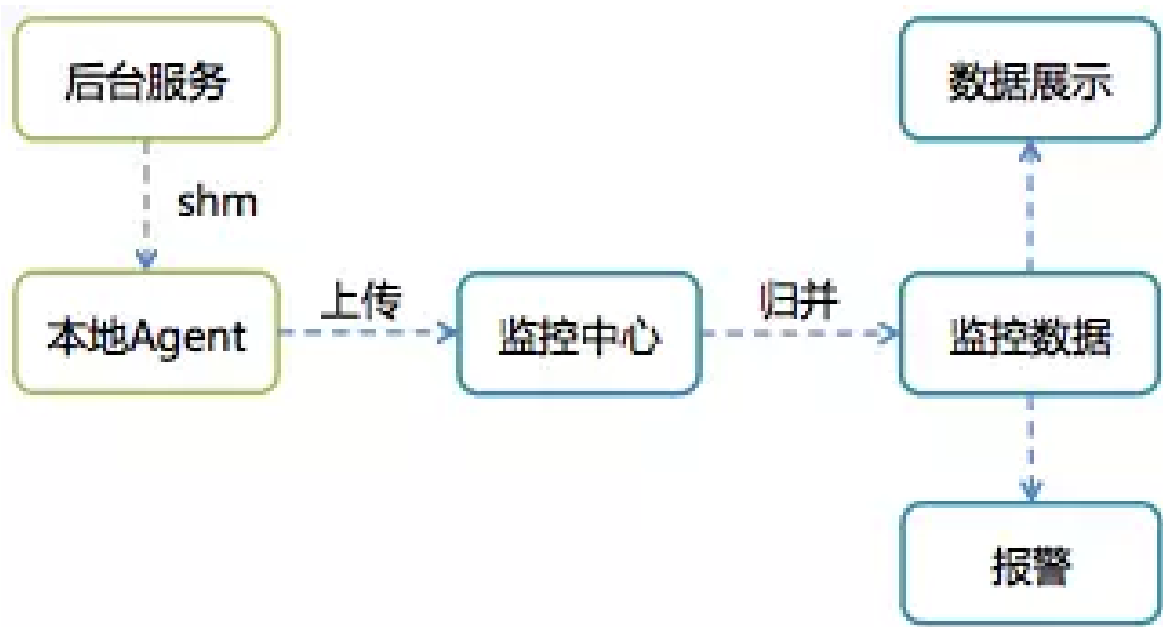 后台服务
数据展示
shm
本地Agent
上传
监控中心
归并
监控数据
报警